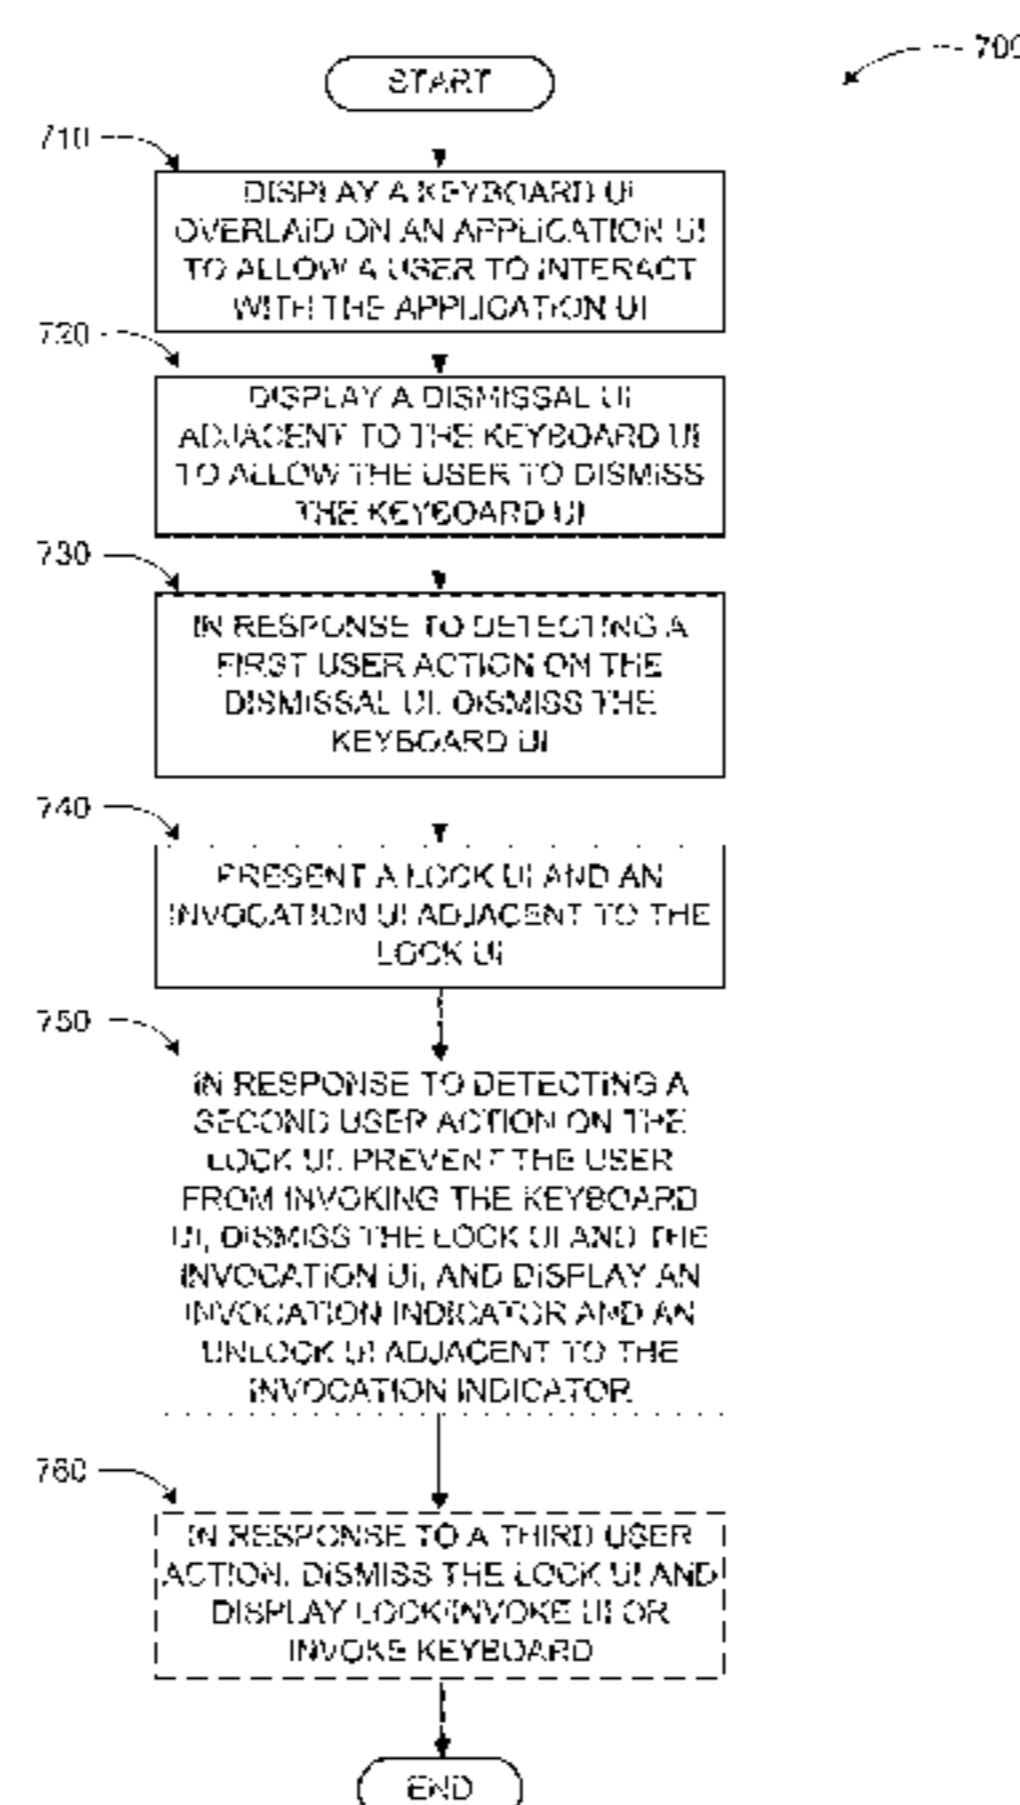 700
START
710
DISPLAY A KEYBOARD UI
OVERLAID ON AN APPLICATION UI
TO ALLOW A USER TO INTERACT
WITH THE APPLICATION UI
720
DISPLAY A DISMISSAL UI
ADJACENT TO THE KEYBOARD UI
TO ALLOW THE USER TO DISMISS
THE KEYBOARD UI
730
IN RESPONSE TO DETECTING A
FIRST USER ACTION ON THE
DISMISSAL UI, DISMISS THE
KEYBOARD UI
740
PRESENT A LOCK UI AND AN
INVOCATION UI ADJACENT TO THE
LOCK UI
750
IN RESPONSE TO DETECTING A
SECOND USER ACTION ON THE
LOCK UI, PREVENT THE USER
FROM INVOKING THE KEYBOARD
UI, DISMISS THE LOCK UI AND THE
INVOCATION UI, AND DISPLAY AN
INVOCATION INDICATOR AND AN
UNLOCK UI ADJACENT TO THE
INVOCATION INDICATOR
760
IN RESPONSE TO A THIRD USER
ACTION, DISMISS THE LOCK UI AND
DISPLAY LOCK/INVOKE UI OR
INVOKE KEYBOARD
END